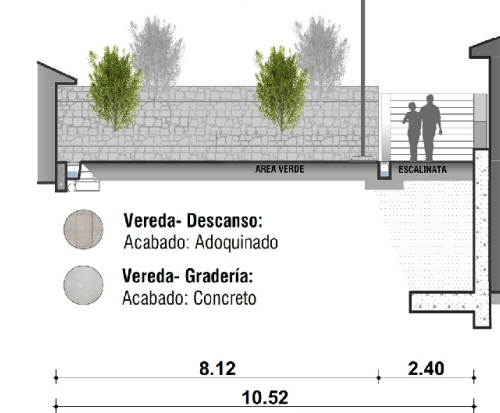 AREA VERDE
ESCALINATA
Vereda- Descanso:
Acabado: Adoquinado
Vereda- Gradería:
Acabado: Concreto
8.12
2.40
10.52